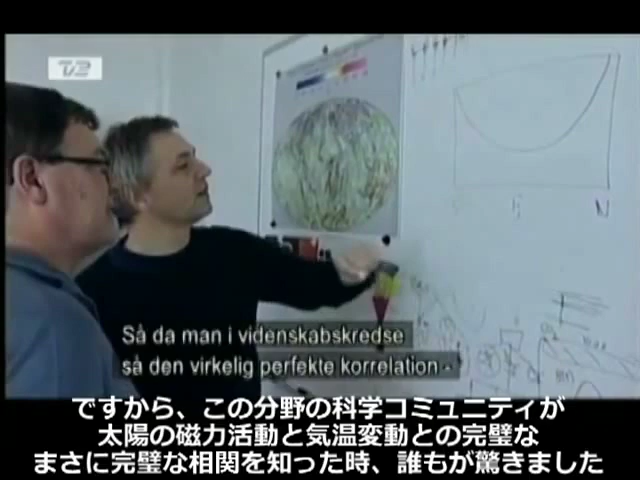 TV2
Så da man i videnskabskredse
så den virkelig perfekte korrelation -
ですから、この分野の科学コミュニティが
太陽の磁力活動と気温変動との完璧な
まさに完璧な相関を知った時、誰もが驚きました